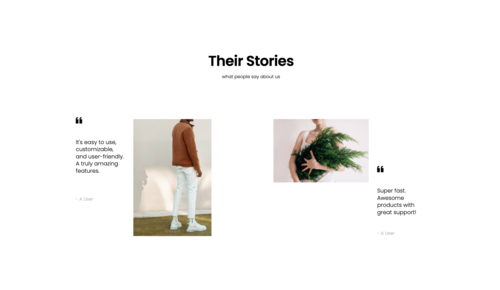 Their Stories
what people say about us
“
It's easy to use,
customizable,
and user-friendly.
A truly amazing
features.
- A User
“
Super fast.
Awesome
products with
great support!
- A User